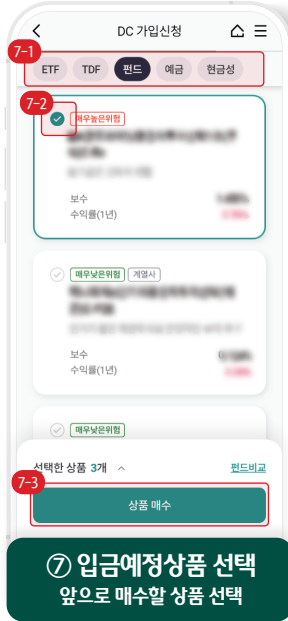 DC 가입신청
7-1
ETF TDF 펀드 예금 현금성
7-2
매우높은위험
보수
수익률(1년)
매우낮은위험 계열사
보수
수익률(1년)
매우낮은위험
선택한 상품 3개 펀드비교
7-3
상품 매수
⑦ 입금예정상품 선택
앞으로 매수할 상품 선택